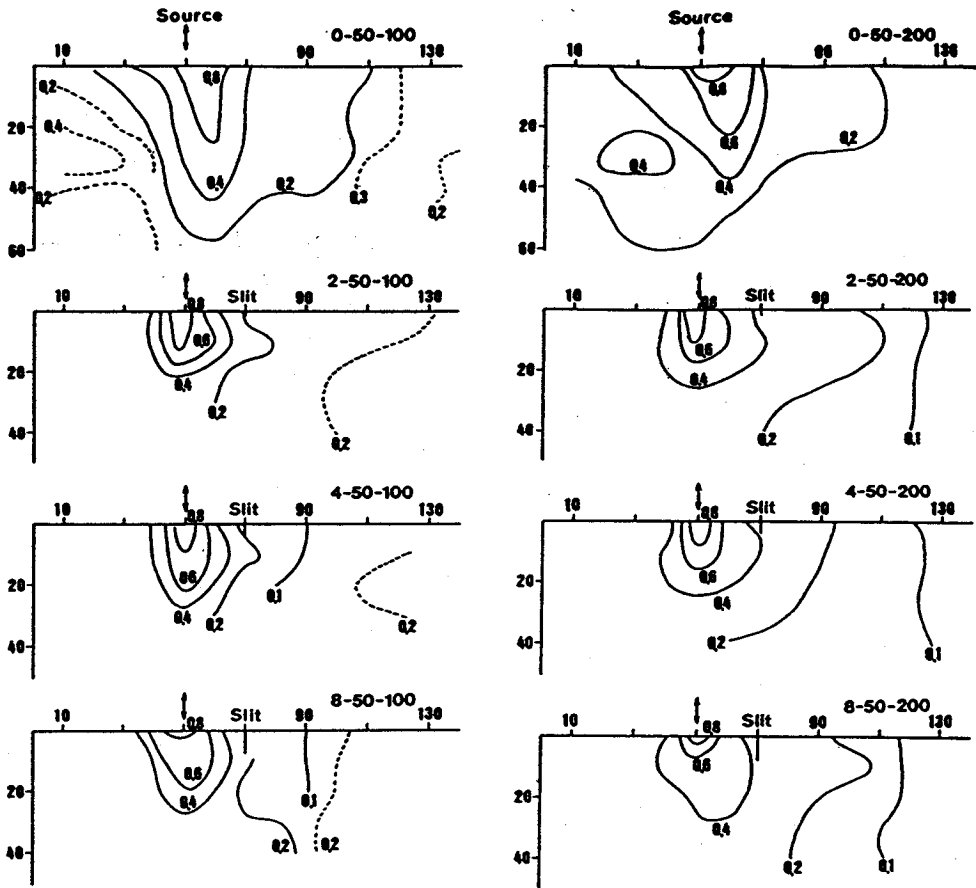 Source Source
0-50-100 0-50-200
10 90 130 10 130
0,2 0,8 0,6
20 0,4 20 0,6 0,2
0,4
40 0,2 0,4 0,2 0,3 0,2 40 0,4
60 60
2-50-100 2-50-200
10 0,8 Slit 90 130 10 0,8 Slit 90 130
0,6 0,6
20 0,4 20 0,4
0,2
40 0,2 40 0,2 0,1
4-50-100 4-50-200
10 0,8 Slit 90 130 10 0,8 Slit 90 130
20 0,6 0,1 20 0,6
0,4 0,2 0,2 0,4
40 40 0,2 0,1
8-50-100 8-50-200
10 0,8 Slit 90 130 10 0,8 Slit 90 130
0,6 0,6
20 0,4 0,1 20
0,4
40 0,2 0,2 40 0,2 0,1